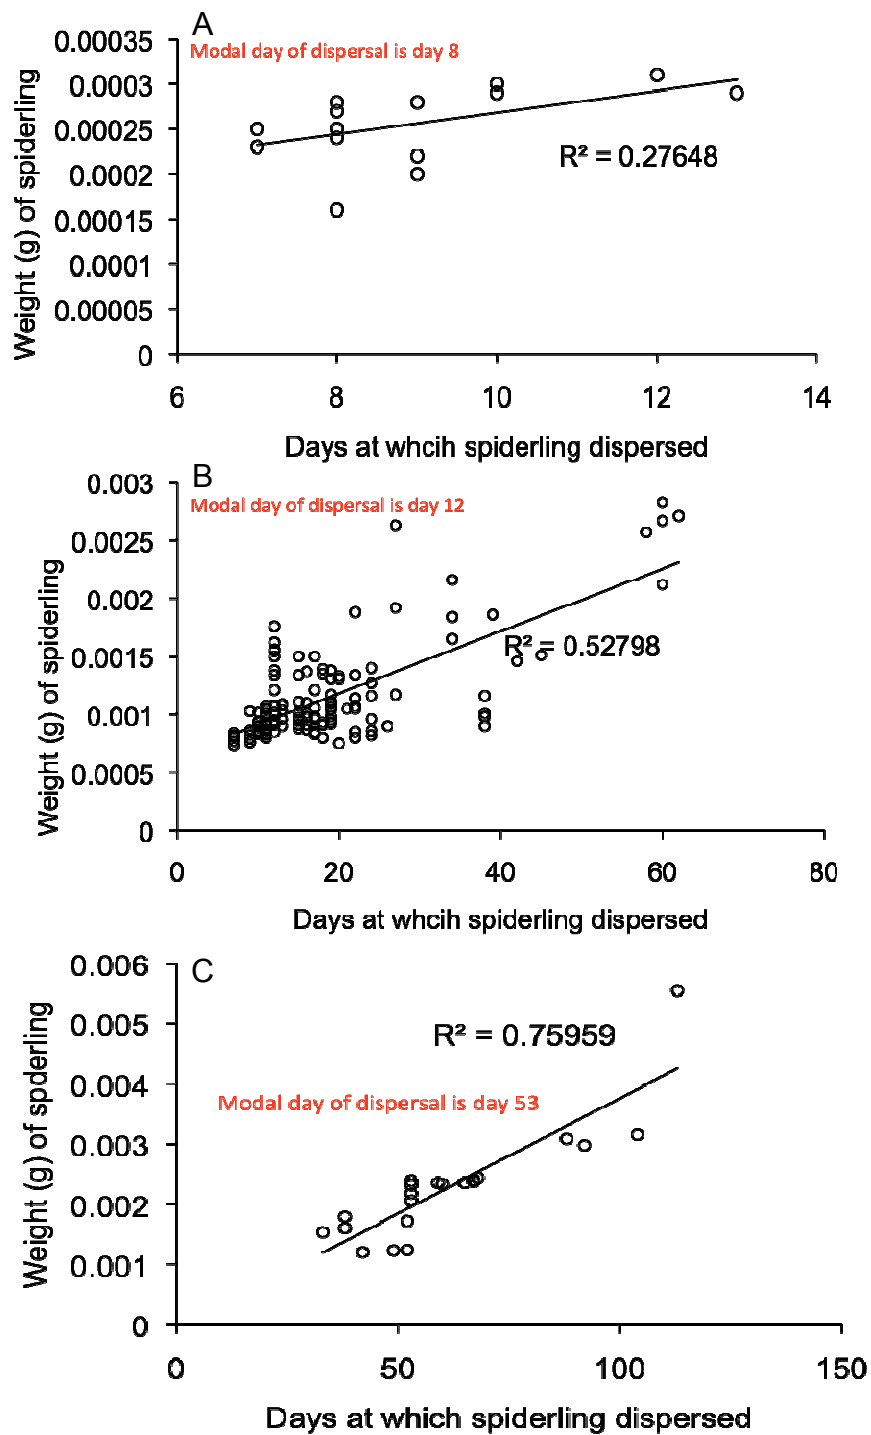 A
Modal day of dispersal is day 8
0.00035
0.0003
0.00025
0.0002
0.00015
0.0001
0.00005
0
Weight (g) of spiderling
R² = 0.27648
6 8 10 12 14
Days at whcih spiderling dispersed
B
Modal day of dispersal is day 12
0.003
0.0025
0.002
0.0015
0.001
0.0005
0
Weight (g) of spiderling
R² = 0.52798
0 20 40 60 80
Days at whcih spiderling dispersed
C
0.006
0.005
0.004
0.003
0.002
0.001
0
Weight (g) of spderling
R² = 0.75959
Modal day of dispersal is day 53
0 50 100 150
Days at which spiderling dispersed